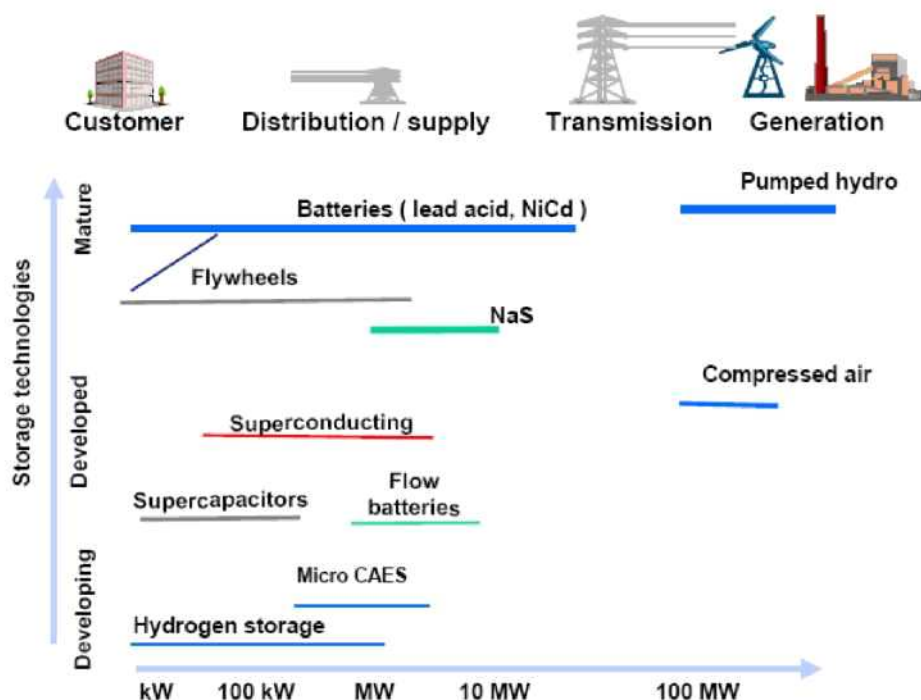 Customer
Distribution / supply
Transmission
Generation
Storage technologies
Mature
Developed
Developing
Pumped hydro
Batteries ( lead acid, NiCd )
Flywheels
NaS
Compressed air
Superconducting
Supercapacitors
Flow
batteries
Micro CAES
Hydrogen storage
kW 100 kW MW 10 MW 100 MW